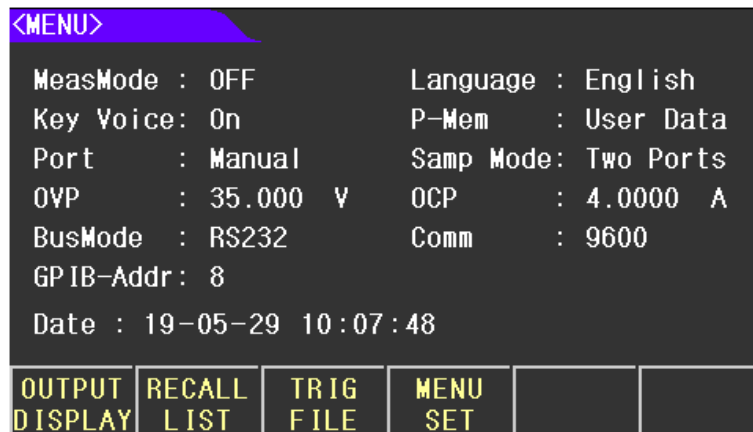 <MENU>
MeasMode : OFF Language : English
Key Voice: On P-Mem : User Data
Port : Manual Samp Mode: Two Ports
OVP : 35.000 V OCP : 4.0000 A
BusMode : RS232 Comm : 9600
GPIB-Addr: 8
Date : 19-05-29 10:07:48
OUTPUT DISPLAY RECALL LIST TRIG FILE MENU SET